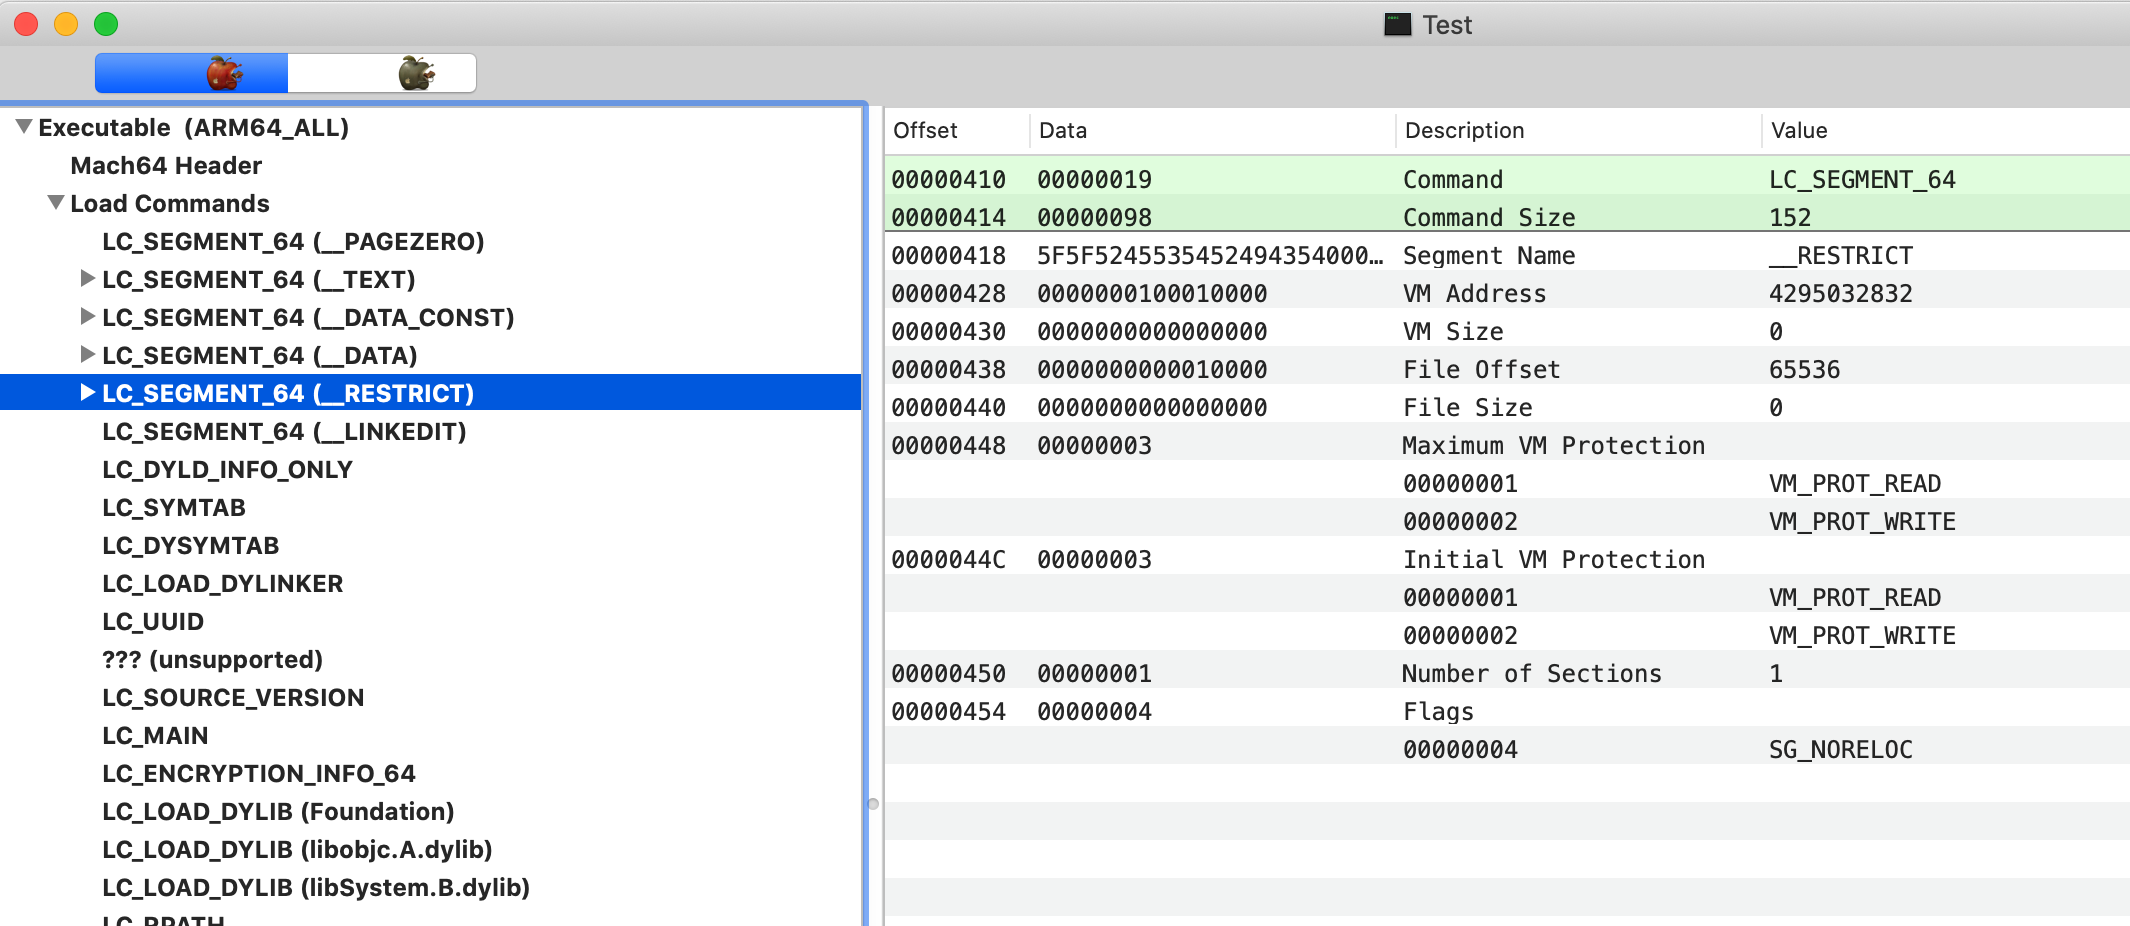 Test
Executable (ARM64_ALL)
Mach64 Header
Load Commands
LC_SEGMENT_64 (__PAGEZERO)
LC_SEGMENT_64 (__TEXT)
LC_SEGMENT_64 (__DATA_CONST)
LC_SEGMENT_64 (__DATA)
LC_SEGMENT_64 (__RESTRICT)
LC_SEGMENT_64 (__LINKEDIT)
LC_DYLD_INFO_ONLY
LC_SYMTAB
LC_DYSYMTAB
LC_LOAD_DYLINKER
LC_UUID
??? (unsupported)
LC_SOURCE_VERSION
LC_MAIN
LC_ENCRYPTION_INFO_64
LC_LOAD_DYLIB (Foundation)
LC_LOAD_DYLIB (libobjc.A.dylib)
LC_LOAD_DYLIB (libSystem.B.dylib)
LC_RPATH
Offset Data Description Value
00000410 00000019 Command LC_SEGMENT_64
00000414 00000098 Command Size 152
00000418 5F5F5245535452494354000… Segment Name __RESTRICT
00000428 0000000100010000 VM Address 4295032832
00000430 0000000000000000 VM Size 0
00000438 0000000000010000 File Offset 65536
00000440 0000000000000000 File Size 0
00000448 00000003 Maximum VM Protection
00000001 VM_PROT_READ
00000002 VM_PROT_WRITE
0000044C 00000003 Initial VM Protection
00000001 VM_PROT_READ
00000002 VM_PROT_WRITE
00000450 00000001 Number of Sections 1
00000454 00000004 Flags
00000004 SG_NORELOC